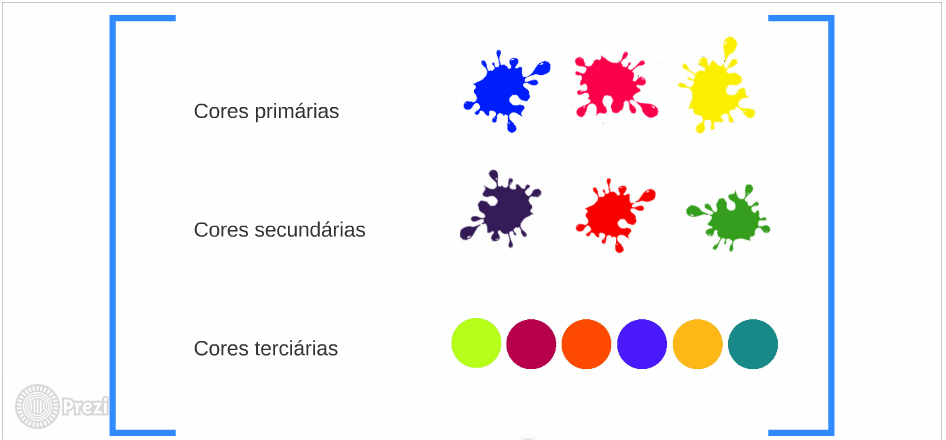 Cores primárias
Cores secundárias
Cores terciárias
Prezi